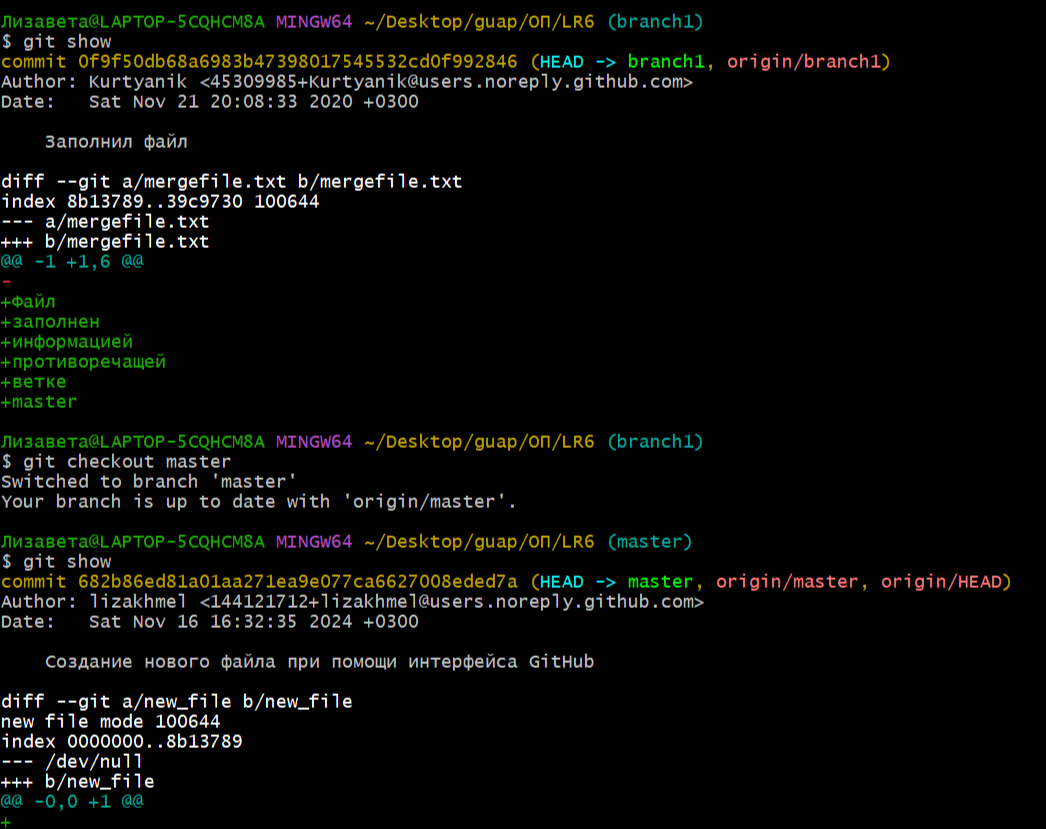 Лизавета@LAPTOP-5CQHCM8A MINGW64 ~/Desktop/guap/ОП/LR6 (branch1)
$ git show
commit 0f9f50db68a6983b47398017545532cd0f992846 (HEAD -> branch1, origin/branch1)
Author: Kurtyanik <45309985+Kurtyanik@users.noreply.github.com>
Date:   Sat Nov 21 20:08:33 2020 +0300
    Заполнил файл
diff --git a/mergefile.txt b/mergefile.txt
index 8b13789..39c9730 100644
--- a/mergefile.txt
+++ b/mergefile.txt
@@ -1 +1,6 @@
-
+Файл
+заполнен
+информацией
+противоречащей
+ветке
+master
Лизавета@LAPTOP-5CQHCM8A MINGW64 ~/Desktop/guap/ОП/LR6 (branch1)
$ git checkout master
Switched to branch 'master'
Your branch is up to date with 'origin/master'.
Лизавета@LAPTOP-5CQHCM8A MINGW64 ~/Desktop/guap/ОП/LR6 (master)
$ git show
commit 682b86ed81a01aa271ea9e077ca6627008eded7a (HEAD -> master, origin/master, origin/HEAD)
Author: lizakhmel <144121712+lizakhmel@users.noreply.github.com>
Date:   Sat Nov 16 16:32:35 2024 +0300
    Создание нового файла при помощи интерфейса GitHub
diff --git a/new_file b/new_file
new file mode 100644
index 0000000..8b13789
--- /dev/null
+++ b/new_file
@@ -0,0 +1 @@
+